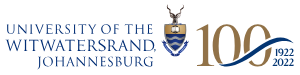 UNIVERSITY OF THE
WITWATERSRAND,
JOHANNESBURG
100
1922
2022